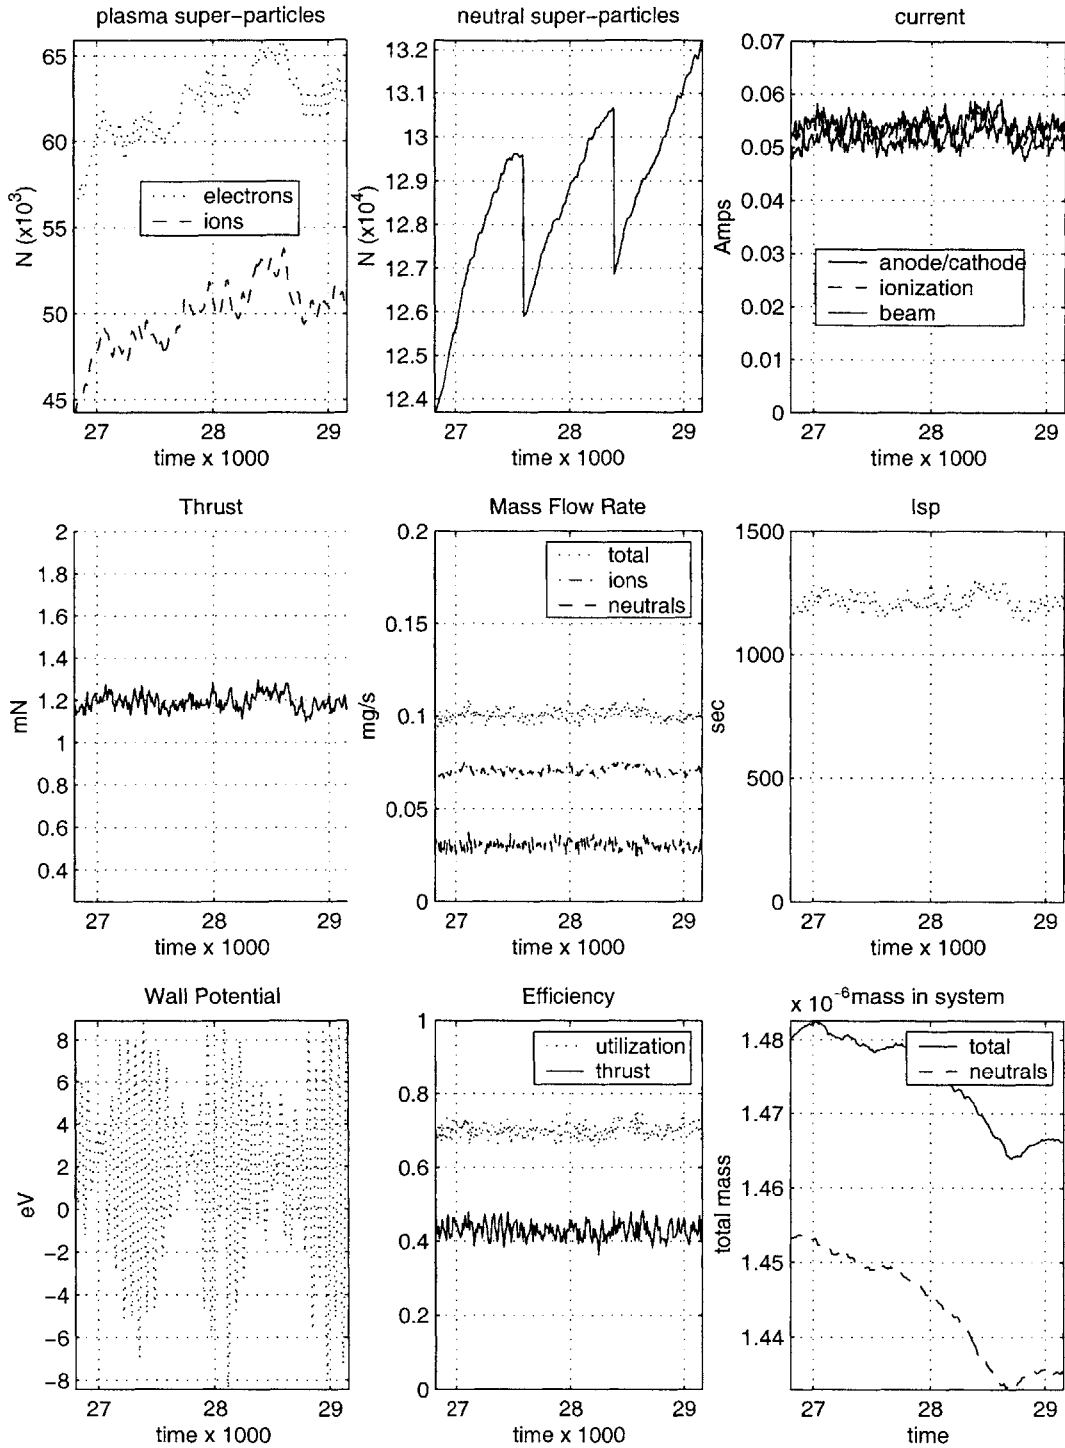 plasma super-particles
N (x10^3)
65
60
55
50
45
electrons
ions
27
28
29
time x 1000
neutral super-particles
N (x10^4)
13.2
13.1
13
12.9
12.8
12.7
12.6
12.5
12.4
27
28
29
time x 1000
current
Amps
0.07
0.06
0.05
0.04
0.03
0.02
0.01
0
anode/cathode
ionization
beam
27
28
29
time x 1000
Thrust
mN
2
1.8
1.6
1.4
1.2
1
0.8
0.6
0.4
27
28
29
time x 1000
Mass Flow Rate
mg/s
0.2
0.15
0.1
0.05
0
total
ions
neutrals
27
28
29
time x 1000
Isp
sec
1500
1000
500
0
27
28
29
time x 1000
Wall Potential
eV
8
6
4
2
0
-2
-4
-6
-8
27
28
29
time x 1000
Efficiency
1
0.8
0.6
0.4
0.2
0
utilization
thrust
27
28
29
time x 1000
x 10^-6 mass in system
total mass
1.48
1.47
1.46
1.45
1.44
total
neutrals
27
28
29
time